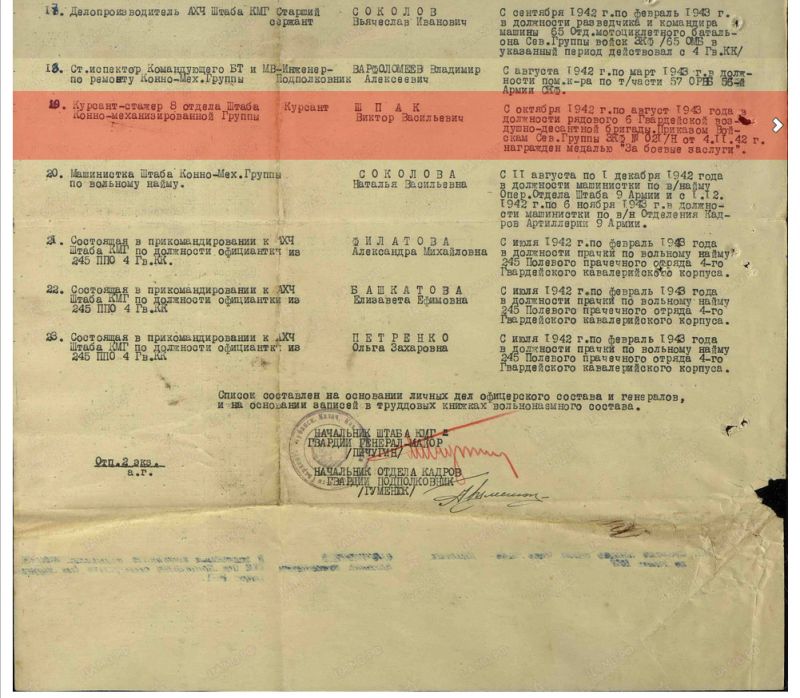 17. Делопроизводитель АХЧ Штаба КМГ Старший сержант
С О К О Л О В
Вячеслав Иванович
С сентября 1942 г.по февраль 1943 г.
в должности разведчика и командира
машины 65 Отд.мотоциклетного баталь-
она Сев.Группы войск ЗКФ /65 ОМБ в
указанный период действовал с 4 Гв.КК/
18. Ст.инспектор Командующего БТ и МВ-Инженер-
по ремонту Конно-Мех.Группы Подполковник
ВАРФОЛОМЕЕВ Владимир
Алексеевич
С августа 1942 г.по март 1943 г.в долж-
ности пом.к-ра по т/части 57 ОРВБ
Армии СКФ.
19. Курсант-стажер 8 отдела Штаба Курсант
Конно-механизированной Группы
Ш П А К
Виктор Васильевич
С октября 1942 г.по август 1943 года в
должности рядового 6 Гвардейской воз-
душно-десантной бригады.Приказом Вой-
скам Сев.Группы ЗКФ № 021/Н от 4.11.42 г.
награжден медалью "За боевые заслуги".
20. Машинистка Штаба Конно-Мех.Группы
по вольному найму.
С О К О Л О В А
Наталья Васильевна
С 11 августа по 1 декабря 1942 года
в должности машинистки по в/найму
Опер.Отдела Штаба 9 Армии и с 1.12.
1942 г.по 6 ноября 1943 г.в должно-
сти машинистки по в/н Отделения Кад-
ров Артиллерии 9 Армии.
21. Состоящая в прикомандировании к АХЧ
Штаба КМГ по должности официантки из
245 ППО 4 Гв.КК.
Ф И Л А Т О В А
Александра Михайловна
С июля 1942 г.по февраль 1943 года
в должности прачки по вольному найму
245 Полевого прачечного отряда 4-го
Гвардейского кавалерийского корпуса.
22. Состоящая в прикомандировании к АХЧ
Штаба КМГ по должности официантки из
245 ППО 4 Гв.КК
Б А Ш К А Т О В А
Елизавета Ефимовна
С июля 1942 г.по февраль 1943 года
в должности прачки по вольному найму
245 Полевого прачечного отряда 4-го
Гвардейского кавалерийского корпуса.
23. Состоящая в прикомандировании к АХЧ
Штаба КМГ по должности официантк из
245 ППО 4 Гв.КК
П Е Т Р Е Н К О
Ольга Захаровна
С июля 1942 г.по февраль 1943 года
в должности прачки по вольному найму
245 Полевого прачечного отряда 4-го
Гвардейского кавалерийского корпуса.
Список составлен на основании личных дел офицерского состава и генералов,
и на основании записей в труддовых книжках вольнонаемного состава.
НАЧАЛЬНИК ШТАБА КМГ
ГВАРДИИ ГЕНЕРАЛ-МАЙОР
/ПИЧУГИН/
Отп.2 экз.
а.г.
НАЧАЛЬНИК ОТДЕЛА КАДРОВ
ГВАРДИИ ПОДПОЛКОВНИК
/ГУМЕНЮК/